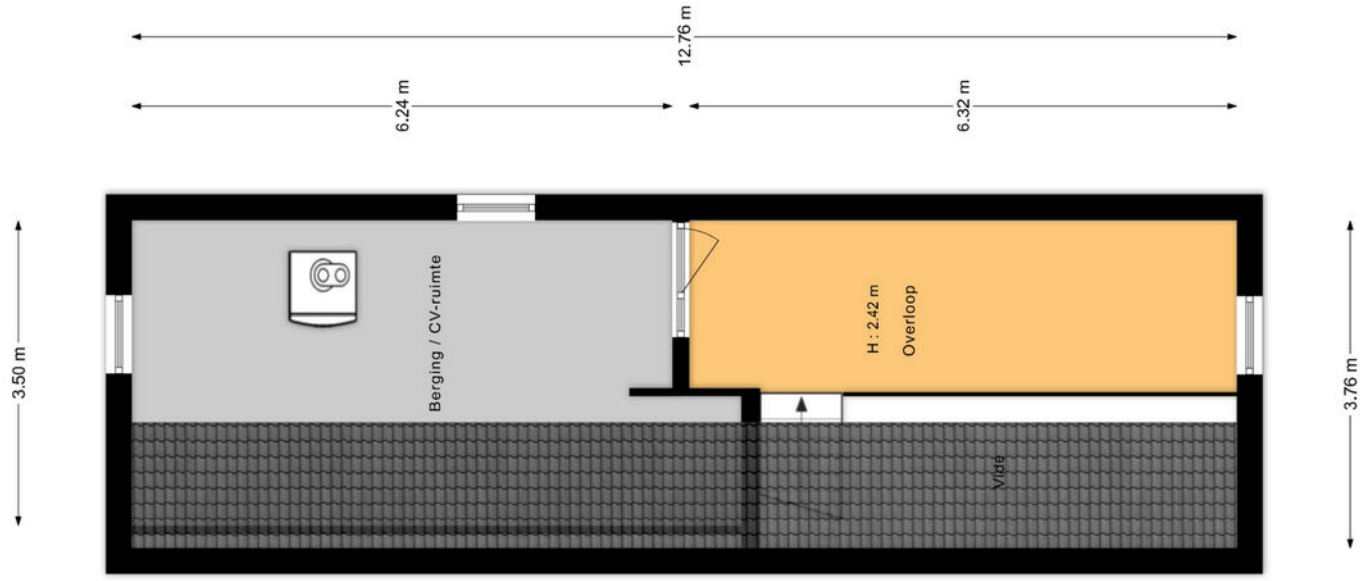 12.76 m
6.24 m
6.32 m
3.50 m
Berging / CV-ruimte
H : 2.42 m
Overloop
Vide
3.76 m